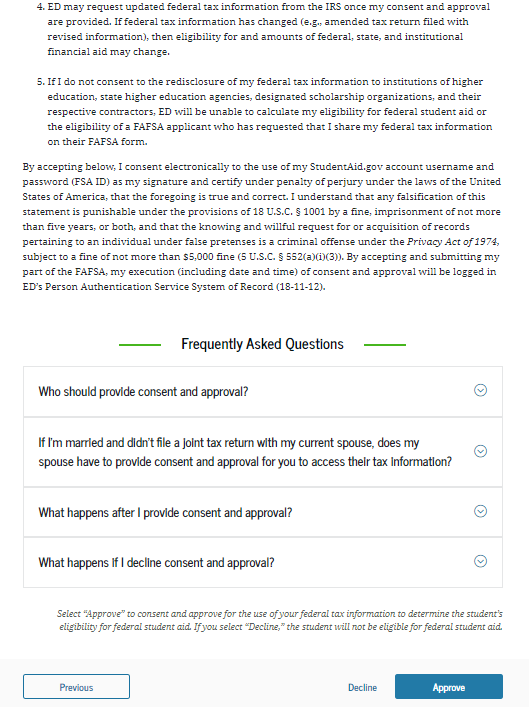 4. ED may request updated federal tax information from the IRS once my consent and approval
are provided. If federal tax information has changed (e.g., amended tax return filed with
revised information), then eligibility for and amounts of federal, state, and institutional
financial aid may change.
5. If I do not consent to the redisclosure of my federal tax information to institutions of higher
education, state higher education agencies, designated scholarship organizations, and their
respective contractors, ED will be unable to calculate my eligibility for federal student aid or
the eligibility of a FAFSA applicant who has requested that I share my federal tax information
on their FAFSA form.
By accepting below, I consent electronically to the use of my StudentAid.gov account username and
password (FSA ID) as my signature and certify under penalty of perjury under the laws of the United
States of America, that the foregoing is true and correct. I understand that any falsification of this
statement is punishable under the provisions of 18 U.S.C. § 1001 by a fine, imprisonment of not more
than five years, or both, and that the knowing and willful request for or acquisition of records
pertaining to an individual under false pretenses is a criminal offense under the Privacy Act of 1974,
subject to a fine of not more than $5,000 fine (5 U.S.C. § 552(a)(i)(3)). By accepting and submitting my
part of the FAFSA, my execution (including date and time) of consent and approval will be logged in
ED's Person Authentication Service System of Record (18-11-12).
Frequently Asked Questions
Who should provide consent and approval?
If I'm married and didn't file a joint tax return with my current spouse, does my
spouse have to provide consent and approval for you to access their tax information?
What happens after I provide consent and approval?
What happens if I decline consent and approval?
Select "Approve" to consent and approve for the use of your federal tax information to determine the student's
eligibility for federal student aid. If you select "Decline," the student will not be eligible for federal student aid.
Previous
Decline
Approve